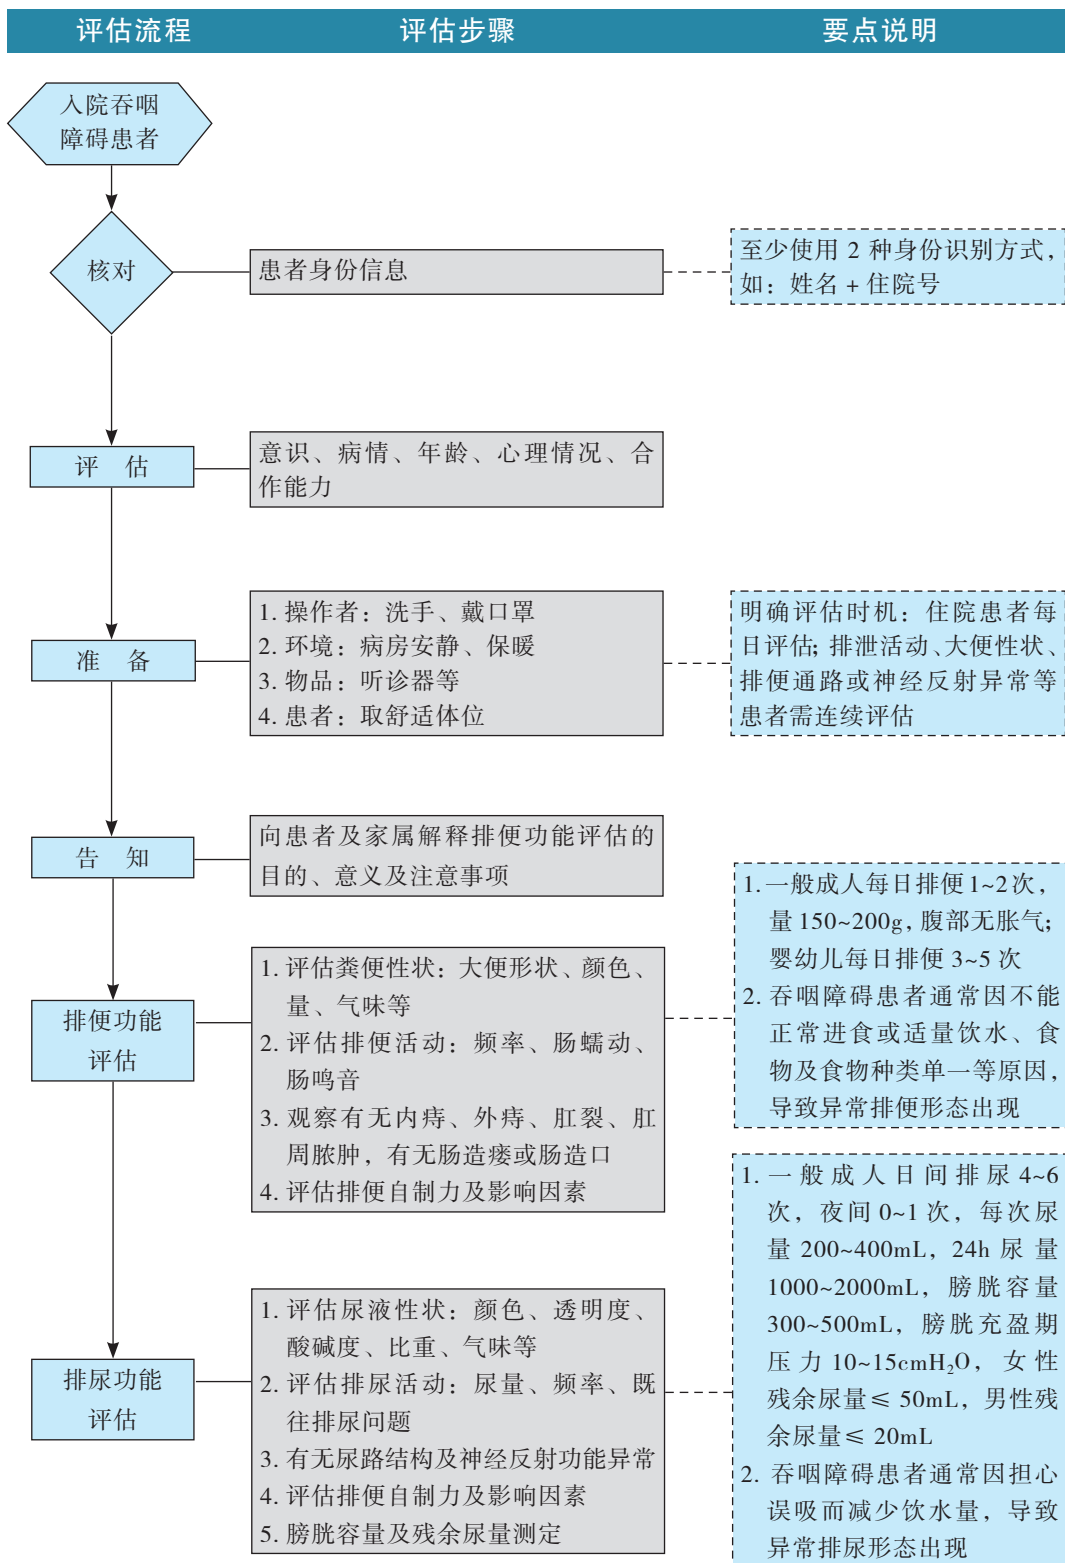 评估流程 评估步骤 要点说明
入院吞咽
障碍患者
核对
患者身份信息
至少使用 2 种身份识别方式，
如：姓名 + 住院号
评 估
意识、病情、年龄、心理情况、合
作能力
准 备
1. 操作者：洗手、戴口罩
2. 环境：病房安静、保暖
3. 物品：听诊器等
4. 患者：取舒适体位
明确评估时机：住院患者每
日评估；排泄活动、大便性状、
排便通路或神经反射异常等
患者需连续评估
告 知
向患者及家属解释排便功能评估的
目的、意义及注意事项
排便功能
评估
1. 评估粪便性状：大便形状、颜色、
量、气味等
2. 评估排便活动：频率、肠蠕动、
肠鸣音
3. 观察有无内痔、外痔、肛裂、肛
周脓肿，有无肠造瘘或肠造口
4. 评估排便自制力及影响因素
1. 一般成人每日排便 1~2 次，
量 150~200g，腹部无胀气；
婴幼儿每日排便 3~5 次
2. 吞咽障碍患者通常因不能
正常进食或适量饮水、食
物及食物种类单一等原因，
导致异常排便形态出现
排尿功能
评估
1. 评估尿液性状：颜色、透明度、
酸碱度、比重、气味等
2. 评估排尿活动：尿量、频率、既
往排尿问题
3. 有无尿路结构及神经反射功能异常
4. 评估排便自制力及影响因素
5. 膀胱容量及残余尿量测定
1. 一般成人日间排尿 4~6
次，夜间 0~1 次，每次尿
量 200~400mL，24h 尿量
1000~2000mL，膀胱容量
300~500mL，膀胱充盈期
压力 10~15cmH₂O，女性
残余尿量≤ 50mL，男性残
余尿量≤ 20mL
2. 吞咽障碍患者通常因担心
误吸而减少饮水量，导致
异常排尿形态出现